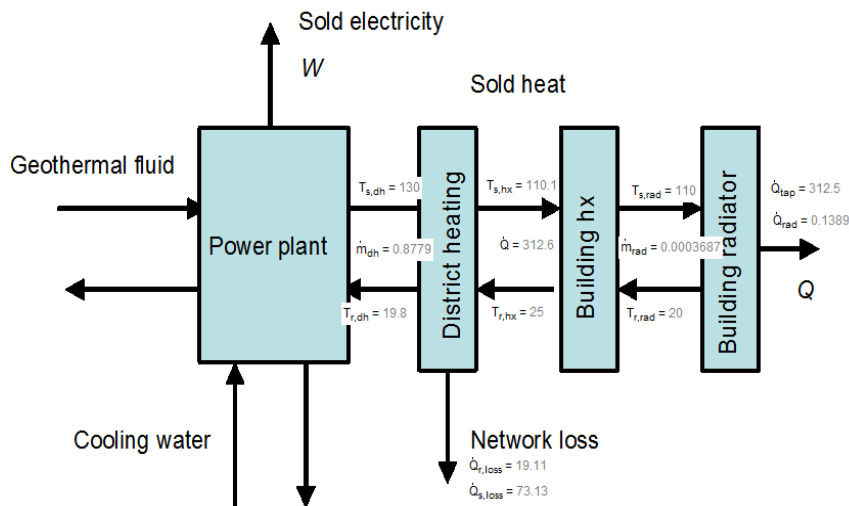 Sold electricity
W
Sold heat
Geothermal fluid
Power plant
T_s,dh = 130
ṁ_dh = 0.8779
T_r,dh = 19.8
District heating
T_s,hx = 110.1
Q̇ = 312.6
T_r,hx = 25
Building hx
T_s,rad = 110
ṁ_rad = 0.0003687
T_r,rad = 20
Building radiator
Q̇_tap = 312.5
Q̇_rad = 0.1389
Q
Cooling water
Network loss
Q̇_r,loss = 19.11
Q̇_s,loss = 73.13